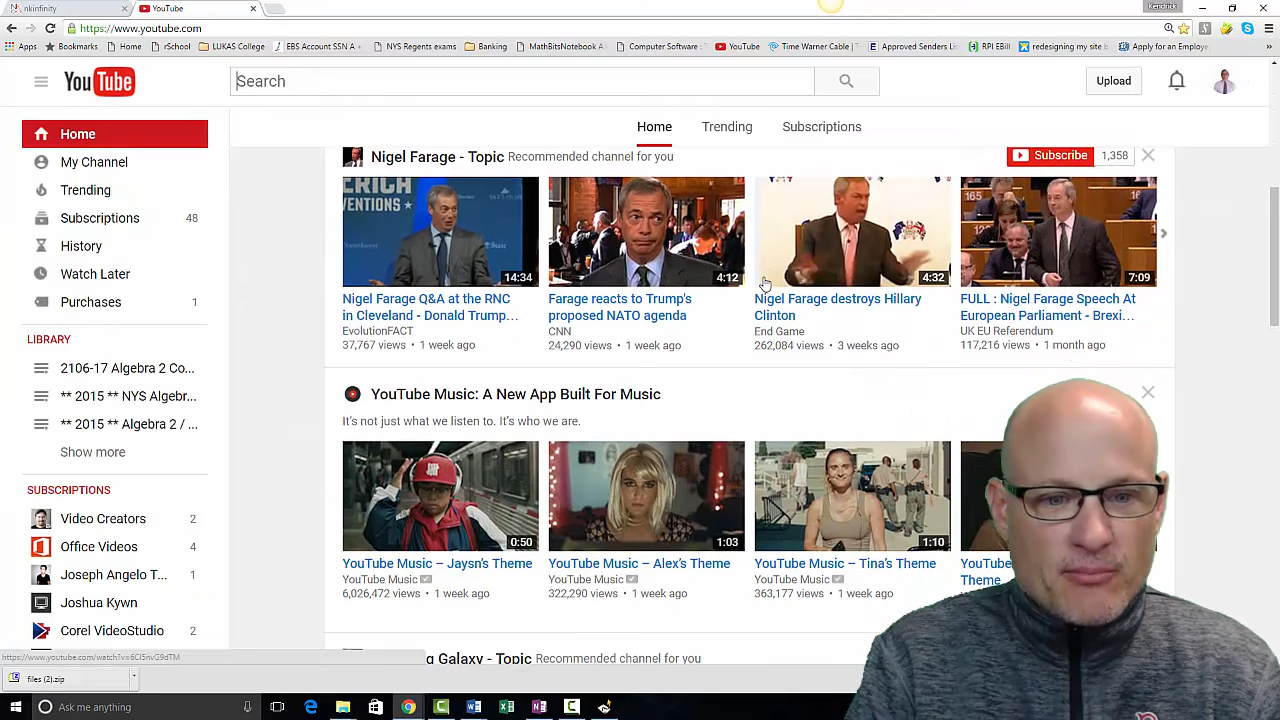 nkinfinity
YouTube
Kendrick
https://www.youtube.com
Apps
Bookmarks
Home
rSchool
LUKAS College
EBS Account SSN A
NYS Regents exams
Banking
MathBitsNotebook A
Computer Software :
YouTube
Time Warner Cable |
Approved Senders Li
RPI EBill
redesigning my site
Apply for an Employe
YouTube
Search
Upload
Home
Trending
Subscriptions
Home
My Channel
Trending
Subscriptions 48
History
Watch Later
Purchases 1
LIBRARY
2106-17 Algebra 2 Co...
** 2015 ** NYS Algebr...
** 2015 ** Algebra 2 / ...
Show more
SUBSCRIPTIONS
Video Creators 2
Office Videos 4
Joseph Angelo T... 1
Joshua Kywn
Corel VideoStudio 2
Nigel Farage - Topic Recommended channel for you
Subscribe 1,358
14:34
4:12
165
4:32
7:09
Nigel Farage Q&A at the RNC
in Cleveland - Donald Trump...
EvolutionFACT
37,767 views • 1 week ago
Farage reacts to Trump's
proposed NATO agenda
CNN
24,290 views • 1 week ago
Nigel Farage destroys Hillary
Clinton
End Game
262,084 views • 3 weeks ago
FULL : Nigel Farage Speech At
European Parliament - Brexi...
UK EU Referendum
117,216 views • 1 month ago
YouTube Music: A New App Built For Music
It's not just what we listen to. It's who we are.
0:50
1:03
1:10
YouTube Music – Jaysn's Theme
YouTube Music
6,026,472 views • 1 week ago
YouTube Music – Alex's Theme
YouTube Music
322,290 views • 1 week ago
YouTube Music – Tina's Theme
YouTube Music
363,177 views • 1 week ago
YouTube
Theme
g Galaxy - Topic Recommended channel for you
files (2).zip
Ask me anything